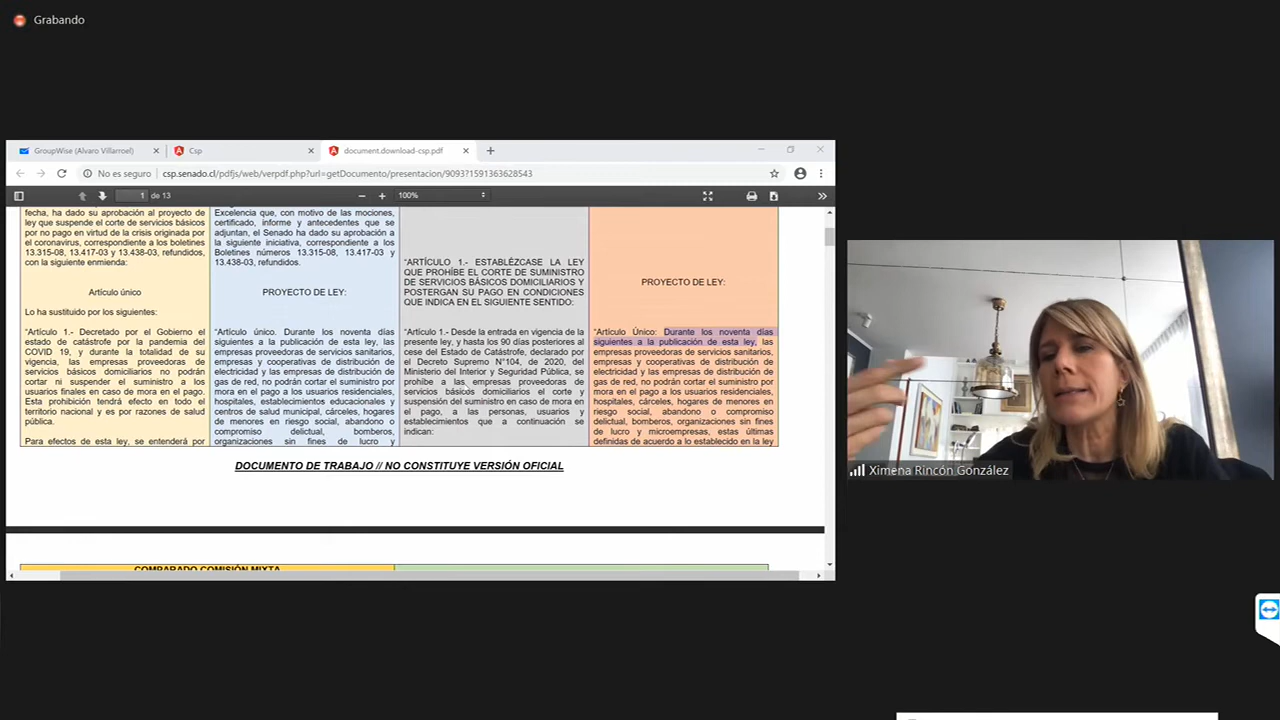 Grabando
GroupWise (Alvaro Villarroel)
Csp
document.download-csp.pdf
No es seguro
csp.senado.cl/pdfjs/web/verpdf.php?url=getDocumento/presentacion/9093?1591363628543
1
de 13
100%
fecha, ha dado su aprobación al proyecto de
ley que suspende el corte de servicios básicos
por no pago en virtud de la crisis originada por
el coronavirus, correspondiente a los boletines
13.315-08, 13.417-03 y 13.438-03, refundidos,
con la siguiente enmienda:
Artículo único
Lo ha sustituido por los siguientes:
“Artículo 1.- Decretado por el Gobierno el
estado de catástrofe por la pandemia del
COVID 19, y durante la totalidad de su
vigencia, las empresas proveedoras de
servicios básicos domiciliarios no podrán
cortar ni suspender el suministro a los
usuarios finales en caso de mora en el pago.
Esta prohibición tendrá efecto en todo el
territorio nacional y es por razones de salud
pública.
Para efectos de esta ley, se entenderá por
Excelencia que, con motivo de las mociones,
certificado, informe y antecedentes que se
adjuntan, el Senado ha dado su aprobación a
la siguiente iniciativa, correspondiente a los
Boletines números 13.315-08, 13.417-03 y
13.438-03, refundidos.
PROYECTO DE LEY:
“Artículo único. Durante los noventa días
siguientes a la publicación de esta ley, las
empresas proveedoras de servicios sanitarios,
electricidad y las empresas de distribución de
gas de red, no podrán cortar el suministro por
mora en el pago a los usuarios residenciales,
hospitales, establecimientos educacionales y
centros de salud municipal, cárceles, hogares
de menores en riesgo social, abandono o
compromiso delictual, bomberos,
organizaciones sin fines de lucro y
“ARTÍCULO 1.- ESTABLÉZCASE LA LEY
QUE PROHÍBE EL CORTE DE SUMINISTRO
DE SERVICIOS BÁSICOS DOMICILIARIOS Y
POSTERGAN SU PAGO EN CONDICIONES
QUE INDICA EN EL SIGUIENTE SENTIDO:
“Artículo 1.- Desde la entrada en vigencia de la
presente ley, y hasta los 90 días posteriores al
cese del Estado de Catástrofe, declarado por
el Decreto Supremo N°104, de 2020, del
Ministerio del Interior y Seguridad Pública, se
prohíbe a las empresas proveedoras de
servicios básicos domiciliarios el corte y
suspensión del suministro en caso de mora en
el pago, a las personas, usuarios y
establecimientos que a continuación se
indican:
PROYECTO DE LEY:
“Artículo Único: Durante los noventa días
siguientes a la publicación de esta ley, las
empresas proveedoras de servicios sanitarios,
empresas y cooperativas de distribución de
electricidad y las empresas de distribución de
gas de red, no podrán cortar el suministro por
mora en el pago a los usuarios residenciales,
hospitales, cárceles, hogares de menores en
riesgo social, abandono o compromiso
delictual, bomberos, organizaciones sin fines
de lucro y microempresas, estas últimas
definidas de acuerdo a lo establecido en la ley
DOCUMENTO DE TRABAJO // NO CONSTITUYE VERSIÓN OFICIAL
COMPARADO COMISIÓN MIXTA
Ximena Rincón González